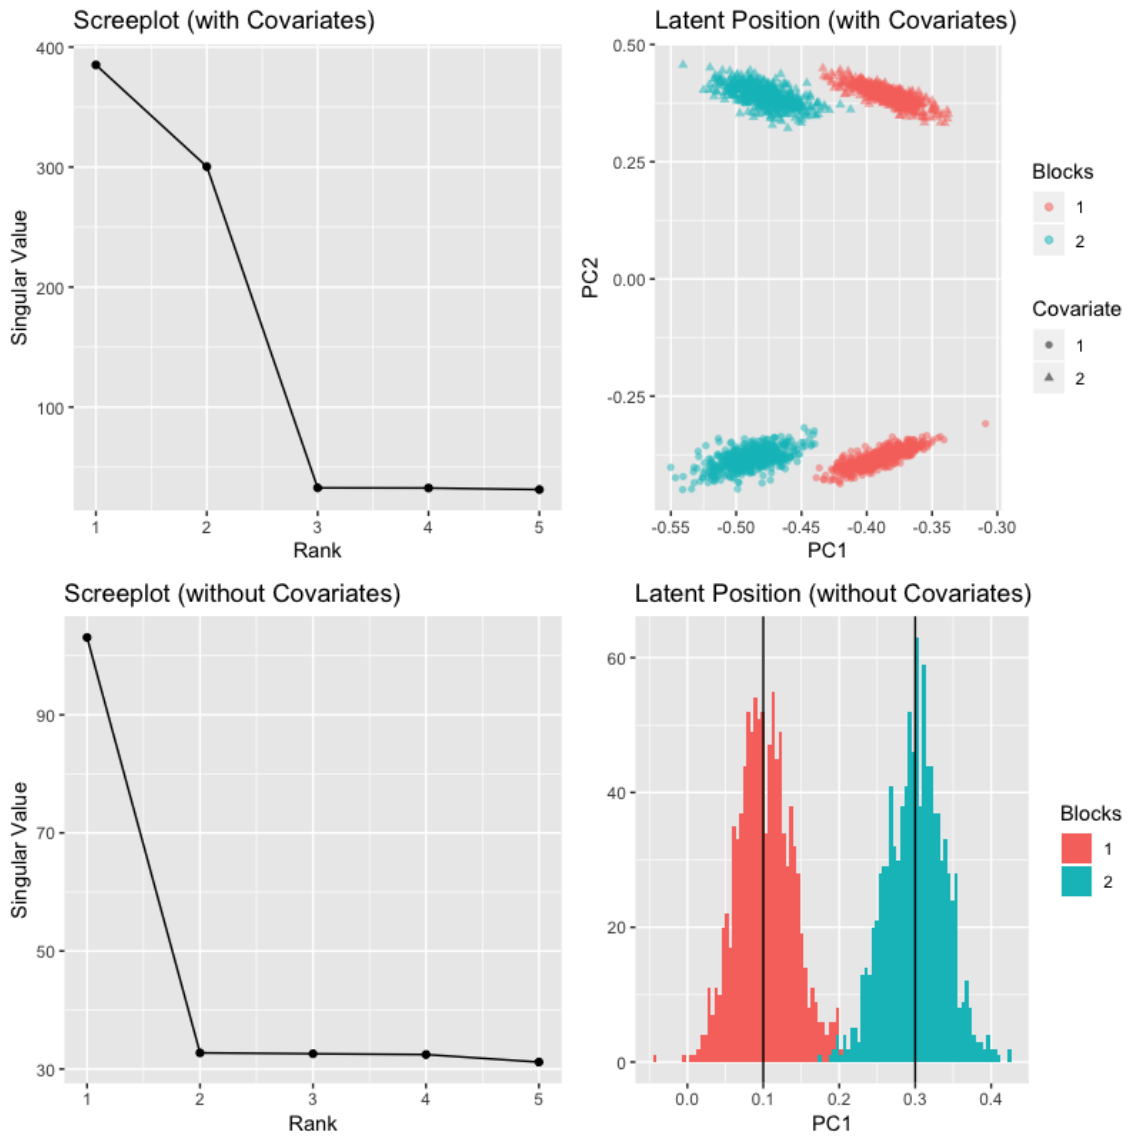 Screeplot (with Covariates)
400
300
200
100
Singular Value
1 2 3 4 5
Rank
Latent Position (with Covariates)
0.50
0.25
0.00
-0.25
PC2
-0.55 -0.50 -0.45 -0.40 -0.35 -0.30
PC1
Blocks
1
2
Covariate
1
2
Screeplot (without Covariates)
90
70
50
30
Singular Value
1 2 3 4 5
Rank
Latent Position (without Covariates)
60
40
20
0
0.0 0.1 0.2 0.3 0.4
PC1
Blocks
1
2